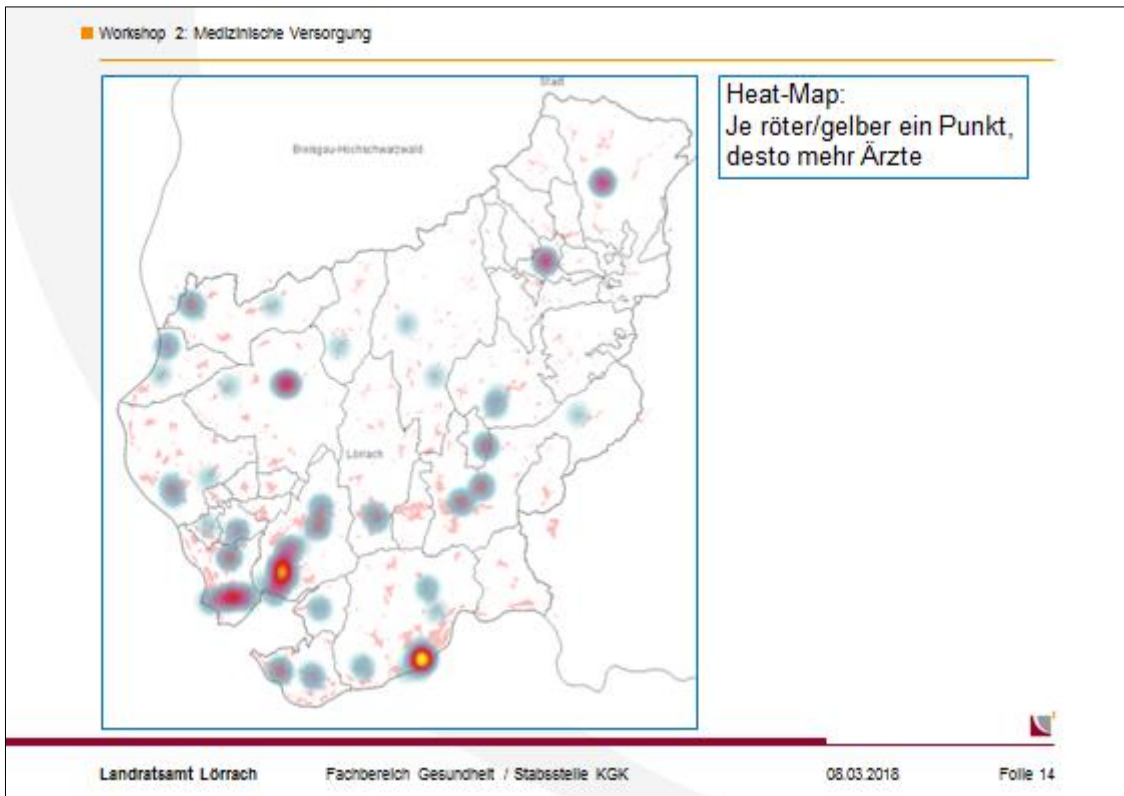 Workshop 2: Medizinische Versorgung
Stadt
Breisgau-Hochschwarzwald
Lörrach
Heat-Map:
Je röter/gelber ein Punkt,
desto mehr Ärzte
Landratsamt Lörrach Fachbereich Gesundheit / Stabsstelle KGK 08.03.2018 Folie 14